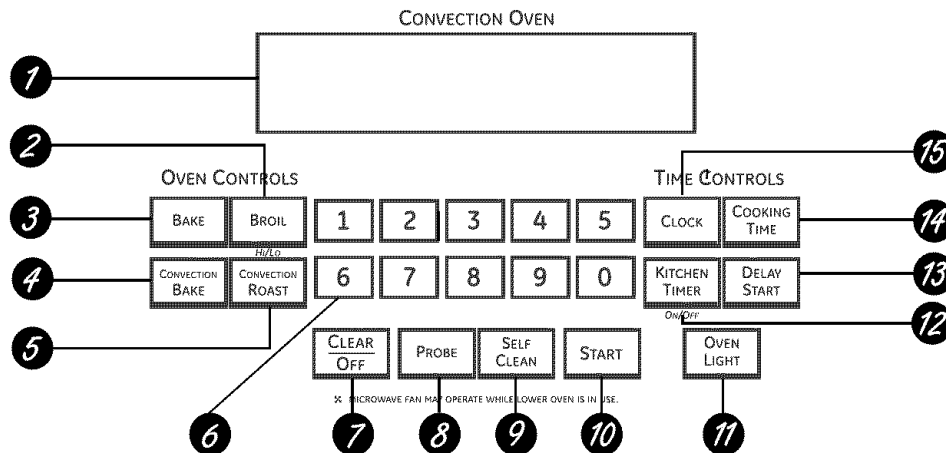 CONVECTION OVEN
1
2
15
OVEN CONTROLS
TIME CONTROLS
3
BAKE
BROIL
1
2
3
4
5
CLOCK
COOKING
TIME
14
HI/LO
4
CONVECTION
BAKE
CONVECTION
ROAST
6
7
8
9
0
KITCHEN
TIMER
DELAY
START
13
ON/OFF
12
5
CLEAR
OFF
PROBE
SELF
CLEAN
START
OVEN
LIGHT
※ MICROWAVE FAN MAY OPERATE WHILE LOWER OVEN IS IN USE.
6
7
8
9
10
11